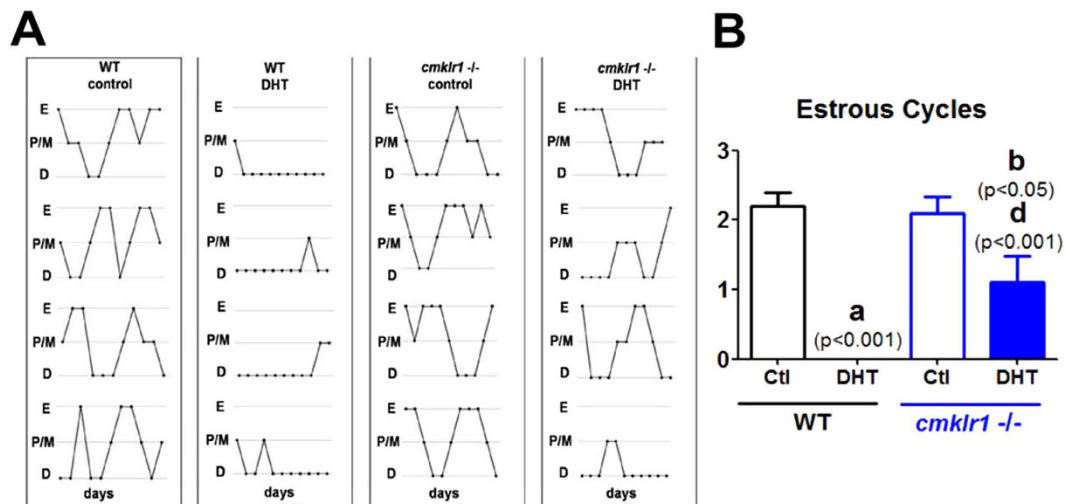 A
WT
control
E
P/M
D
E
P/M
D
E
P/M
D
E
P/M
D
days
WT
DHT
E
P/M
D
E
P/M
D
E
P/M
D
E
P/M
D
days
cmklr1 -/-
control
E
P/M
D
E
P/M
D
E
P/M
D
E
P/M
D
days
cmklr1 -/-
DHT
E
P/M
D
E
P/M
D
E
P/M
D
E
P/M
D
days
B
Estrous Cycles
3
2
1
0
a
(p<0.001)
b
(p<0.05)
d
(p<0.001)
Ctl DHT Ctl DHT
WT cmklr1 -/-